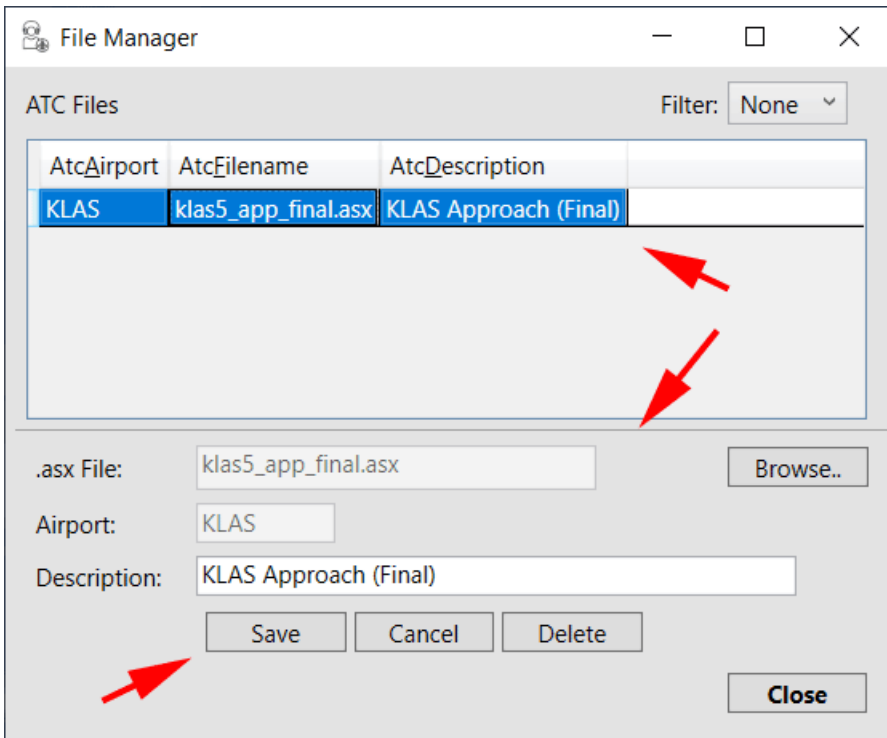 File Manager
ATC Files Filter: None
AtcAirport AtcFilename AtcDescription
KLAS klas5_app_final.asx KLAS Approach (Final)
.asx File: klas5_app_final.asx Browse..
Airport: KLAS
Description: KLAS Approach (Final)
Save Cancel Delete
Close